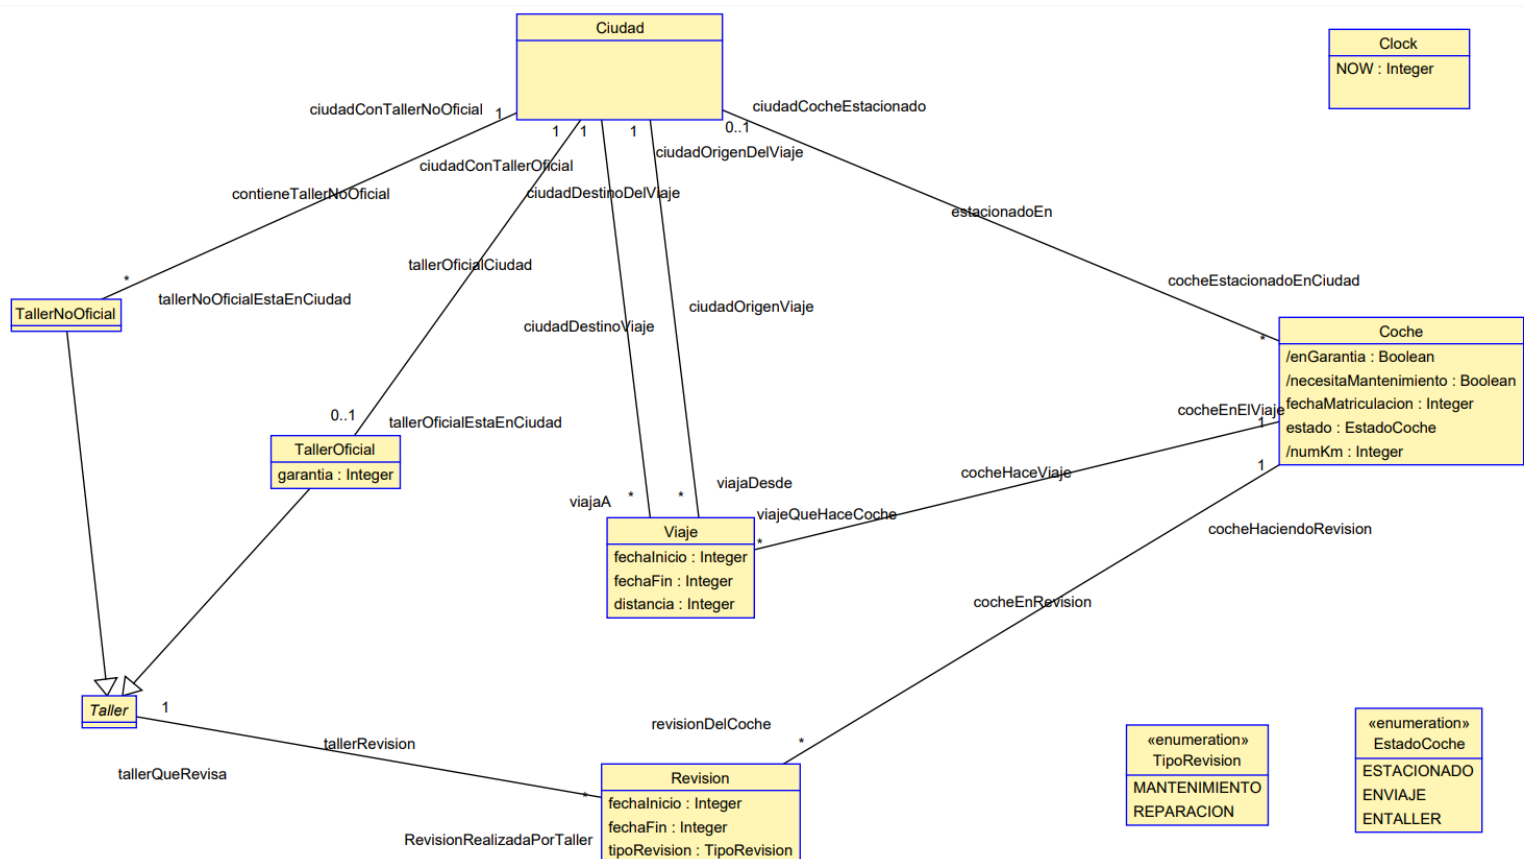 Ciudad
Clock
NOW : Integer
ciudadConTallerNoOficial
1
1
1
1
0..1
ciudadCocheEstacionado
ciudadConTallerOficial
ciudadOrigenDelViaje
contieneTallerNoOficial
ciudadDestinoDelViaje
estacionadoEn
tallerOficialCiudad
cocheEstacionadoEnCiudad
*
tallerNoOficialEstaEnCiudad
TallerNoOficial
ciudadDestinoViaje
ciudadOrigenViaje
*
Coche
/enGarantia : Boolean
/necesitaMantenimiento : Boolean
fechaMatriculacion : Integer
estado : EstadoCoche
/numKm : Integer
cocheEnElViaje
1
1
0..1
tallerOficialEstaEnCiudad
TallerOficial
garantia : Integer
cocheHaceViaje
viajaA
*
*
viajaDesde
viajeQueHaceCoche
*
Viaje
fechaInicio : Integer
fechaFin : Integer
distancia : Integer
cocheHaciendoRevision
cocheEnRevision
Taller
1
tallerRevision
tallerQueRevisa
revisionDelCoche
*
*
RevisionRealizadaPorTaller
Revision
fechaInicio : Integer
fechaFin : Integer
tipoRevision : TipoRevision
«enumeration»
TipoRevision
MANTENIMIENTO
REPARACION
«enumeration»
EstadoCoche
ESTACIONADO
ENVIAJE
ENTALLER